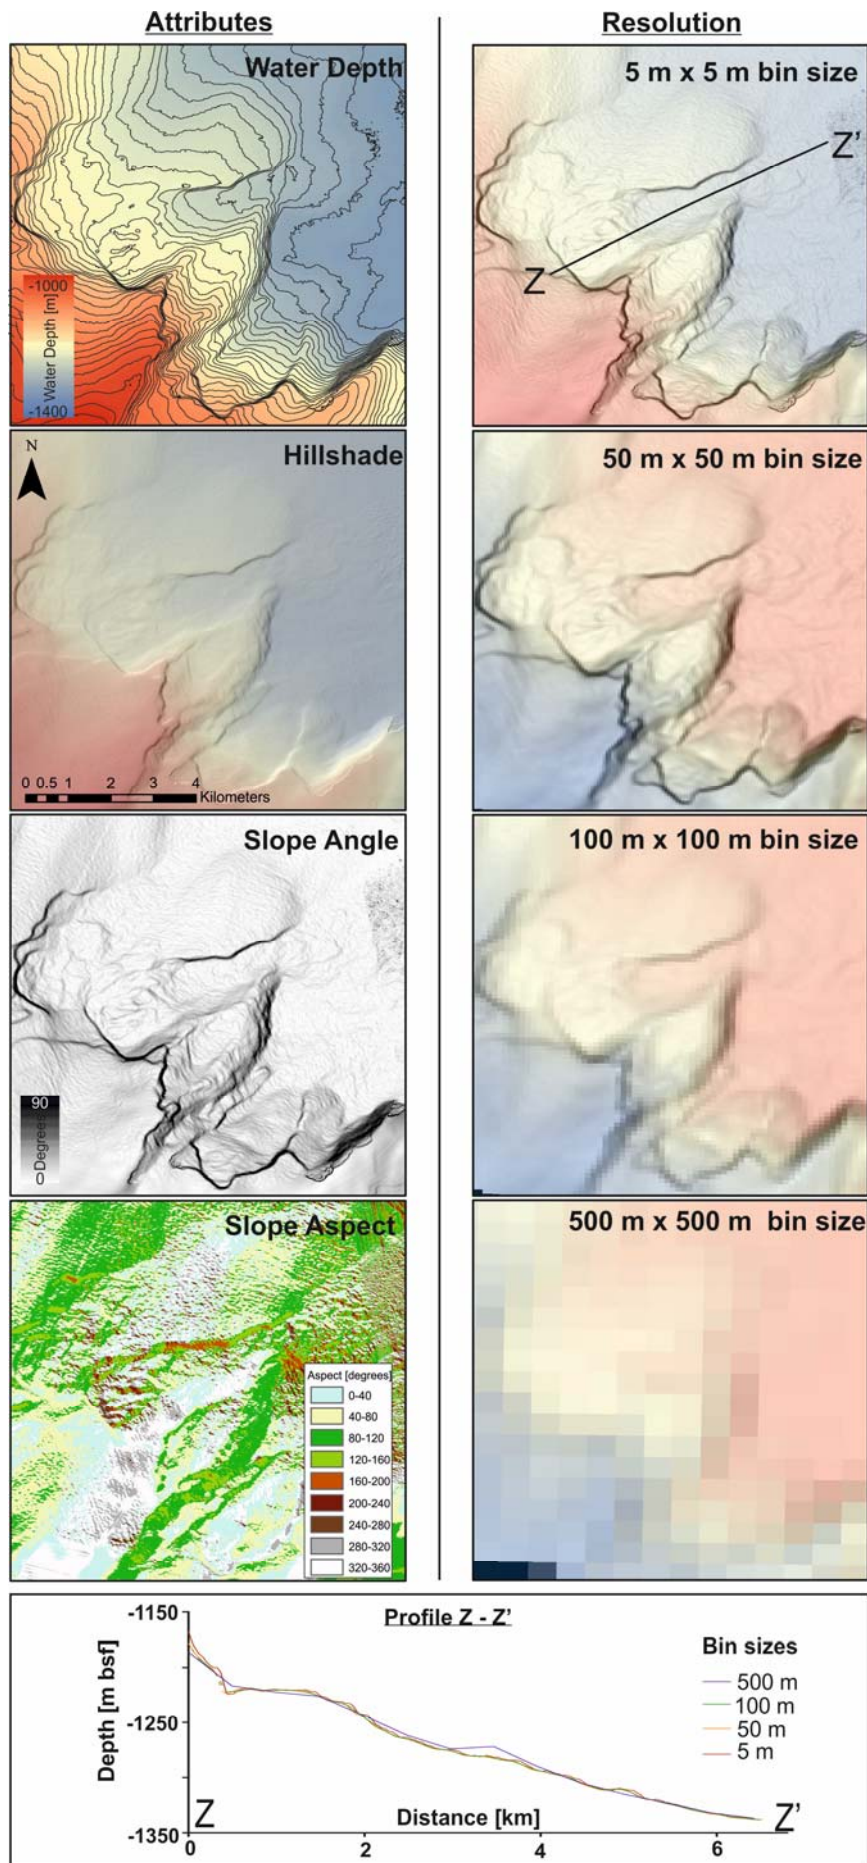 Attributes
Resolution
Water Depth
-1000
Water Depth [m]
-1400
5 m x 5 m bin size
Z'
Z
Hillshade
N
0 0.5 1 2 3 4
Kilometers
50 m x 50 m bin size
Slope Angle
90
Degrees
0
100 m x 100 m bin size
Slope Aspect
Aspect [degrees]
0-40
40-80
80-120
120-160
160-200
200-240
240-280
280-320
320-360
500 m x 500 m bin size
Profile Z - Z'
-1150
-1250
-1350
Depth [m bsf]
Bin sizes
500 m
100 m
50 m
5 m
Z
Distance [km]
Z'
0 2 4 6